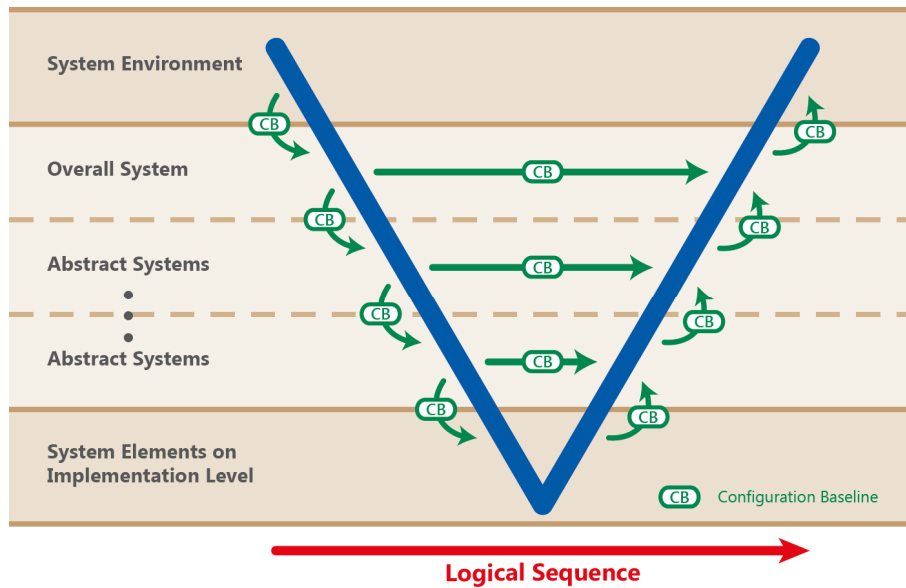 System Environment
CB
CB
Overall System
CB
CB
CB
Abstract Systems
CB
CB
CB
Abstract Systems
CB
CB
CB
System Elements on
Implementation Level
CB Configuration Baseline
Logical Sequence